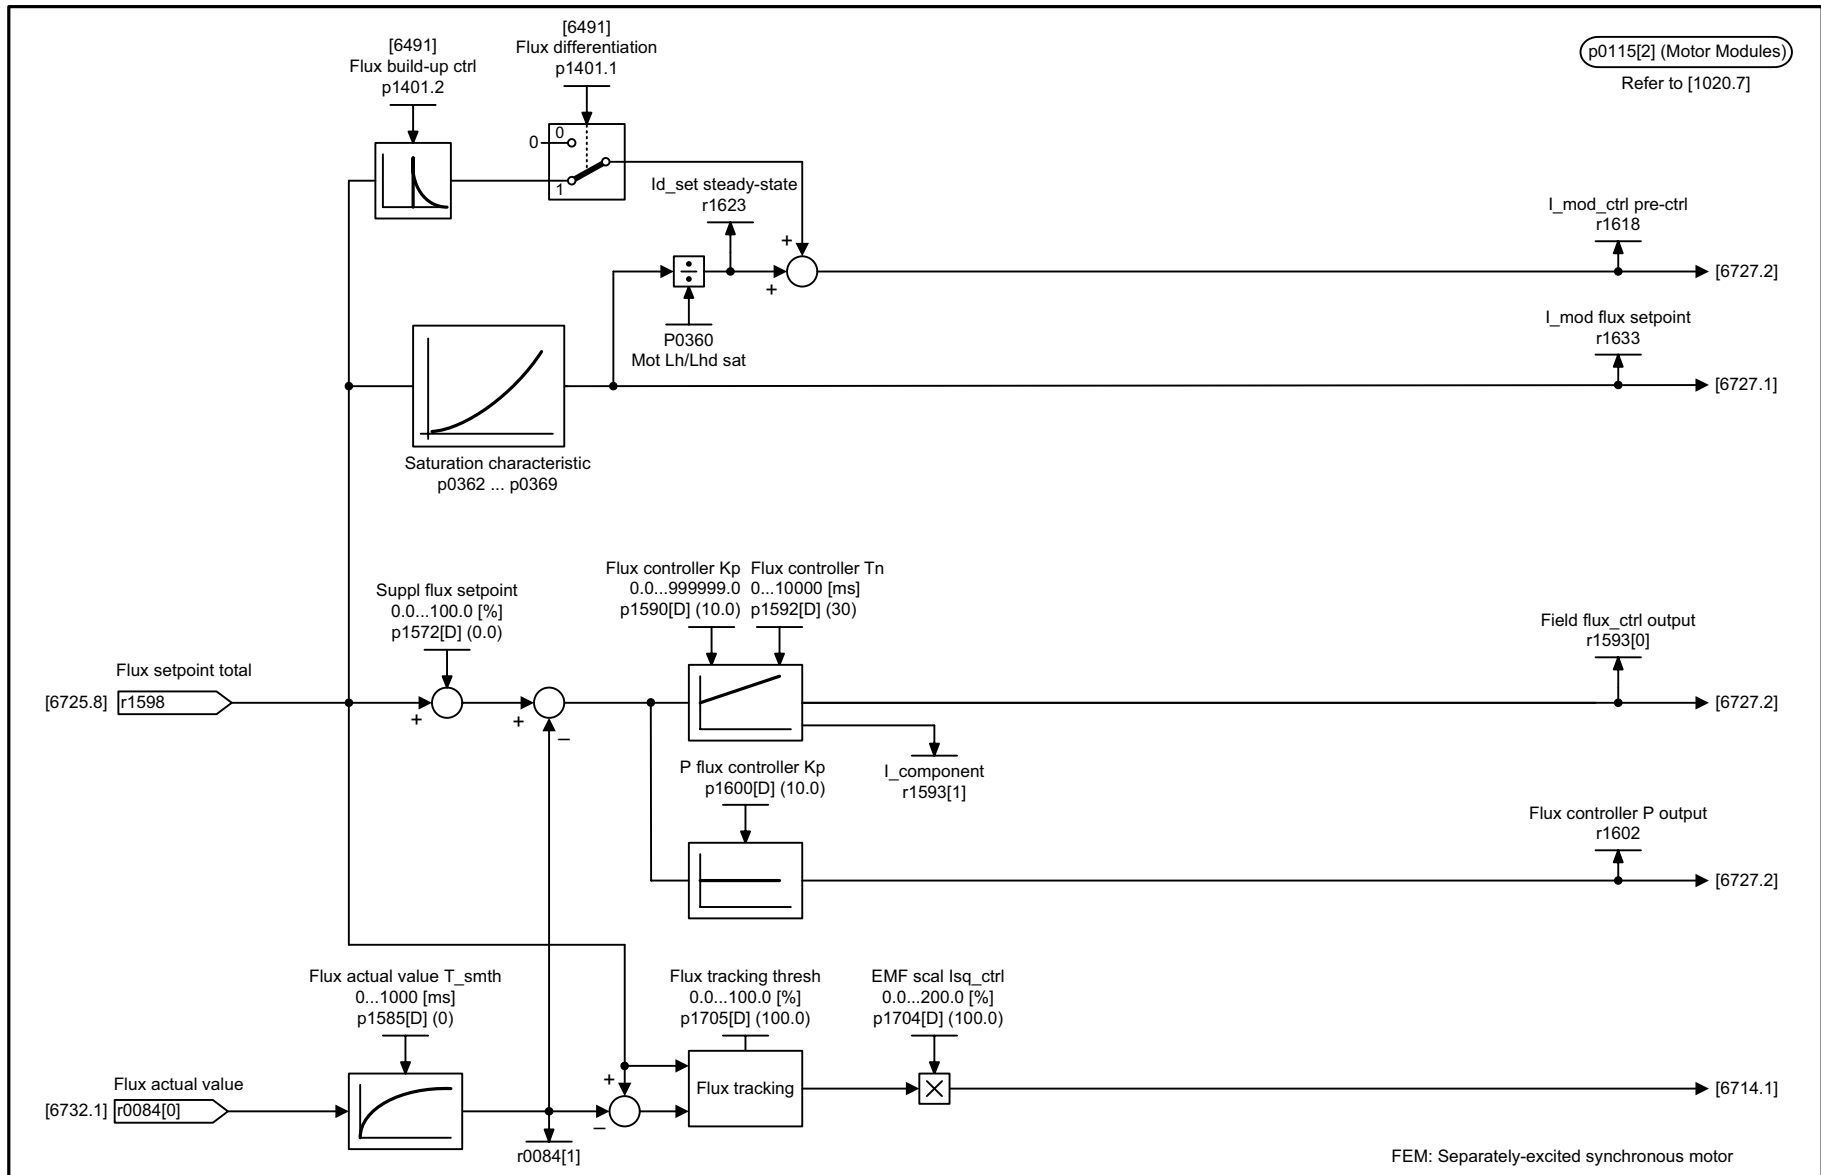 [6491]
Flux build-up ctrl
p1401.2
[6491]
Flux differentiation
p1401.1
p0115[2] (Motor Modules)
Refer to [1020.7]
0
0
1
Id_set steady-state
r1623
+
+
I_mod_ctrl pre-ctrl
r1618
[6727.2]
P0360
Mot Lh/Lhd sat
I_mod flux setpoint
r1633
[6727.1]
Saturation characteristic
p0362 ... p0369
Suppl flux setpoint
0.0...100.0 [%]
p1572[D] (0.0)
Flux controller Kp
0.0...999999.0
p1590[D] (10.0)
Flux controller Tn
0...10000 [ms]
p1592[D] (30)
Field flux_ctrl output
r1593[0]
Flux setpoint total
[6725.8]
r1598
+
+
–
[6727.2]
I_component
r1593[1]
P flux controller Kp
p1600[D] (10.0)
Flux controller P output
r1602
[6727.2]
Flux actual value T_smth
0...1000 [ms]
p1585[D] (0)
Flux tracking thresh
0.0...100.0 [%]
p1705[D] (100.0)
EMF scal Isq_ctrl
0.0...200.0 [%]
p1704[D] (100.0)
Flux actual value
[6732.1]
r0084[0]
+
–
Flux tracking
[6714.1]
r0084[1]
FEM: Separately-excited synchronous motor